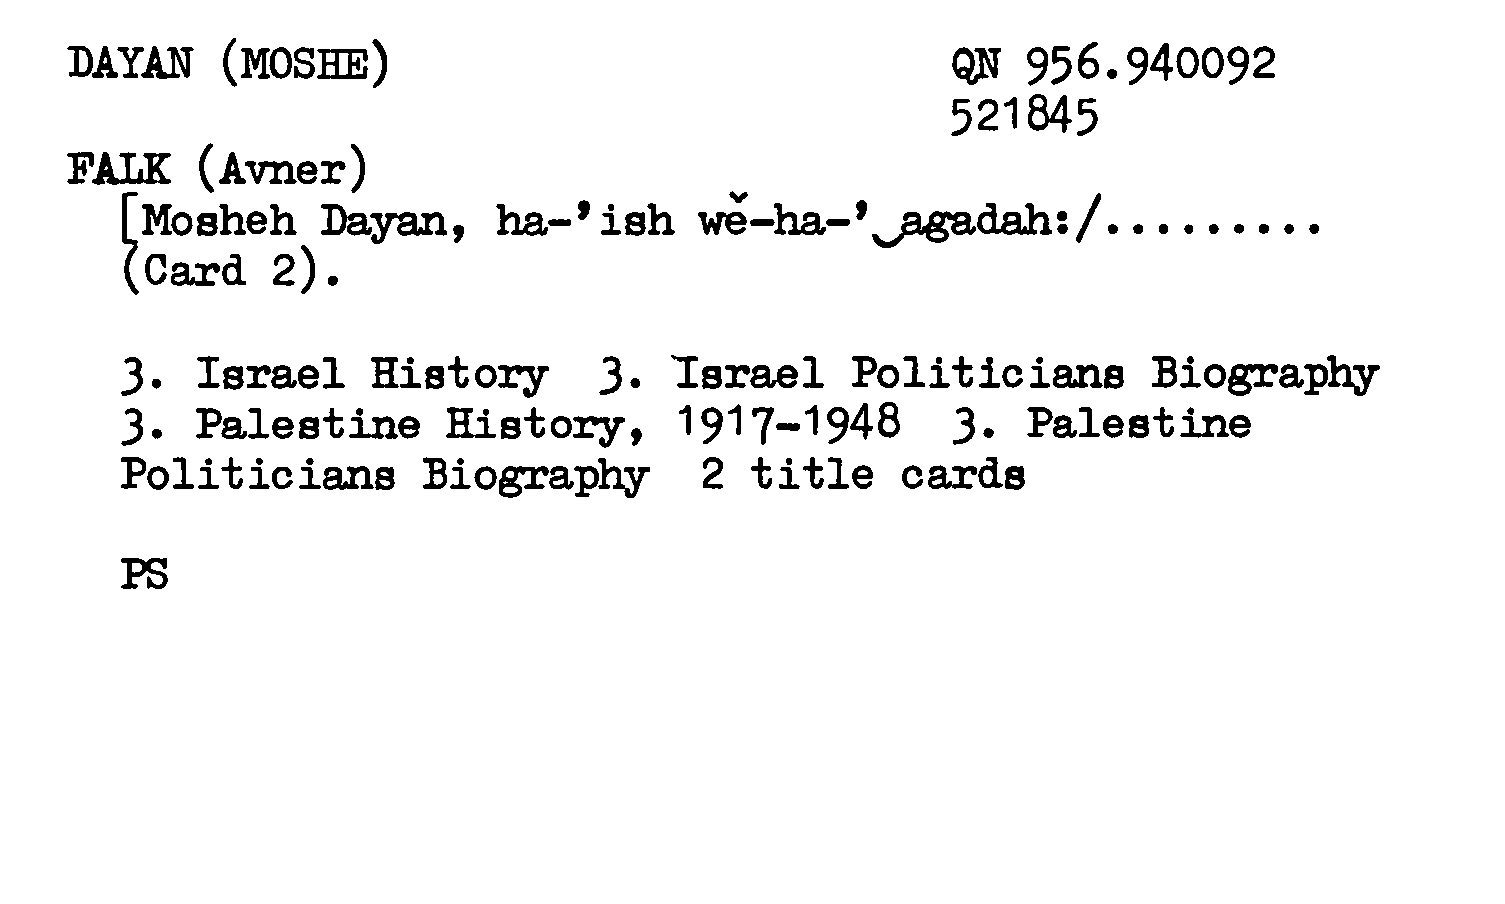 DAYAN (MOSHE) QN 956.940092
521845
FALK (Avner)
[Mosheh Dayan, ha-'ish wě-ha-'‿agadah:/.........
(Card 2).
3. Israel History 3. Israel Politicians Biography
3. Palestine History, 1917-1948 3. Palestine
Politicians Biography 2 title cards
PS